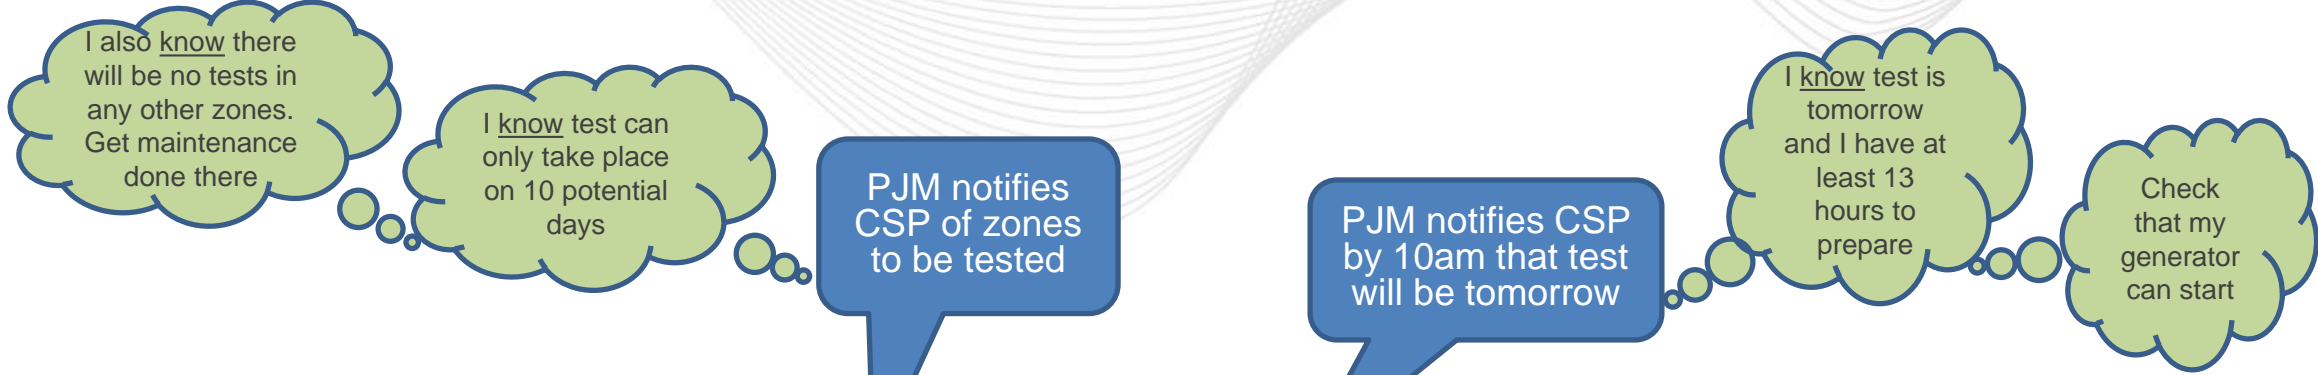 I also know there
will be no tests in
any other zones.
Get maintenance
done there
I know test can
only take place
on 10 potential
days
PJM notifies
CSP of zones
to be tested
PJM notifies CSP
by 10am that test
will be tomorrow
I know test is
tomorrow
and I have at
least 13
hours to
prepare
Check
that my
generator
can start